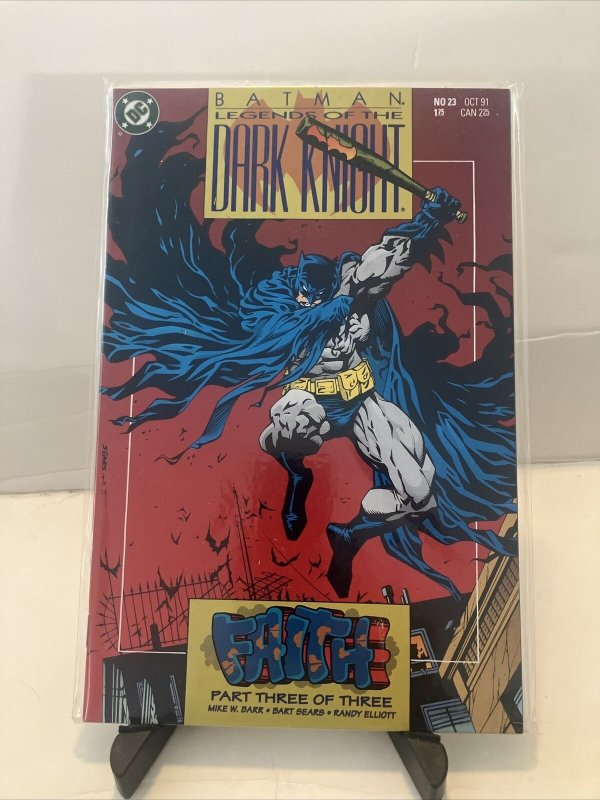 DC
BATMAN
LEGENDS OF THE
DARK KNIGHT
NO 23 OCT 91
1.75 CAN 2.25
SEARS
FAITH
PART THREE OF THREE
MIKE W. BARR • BART SEARS • RANDY ELLIOTT